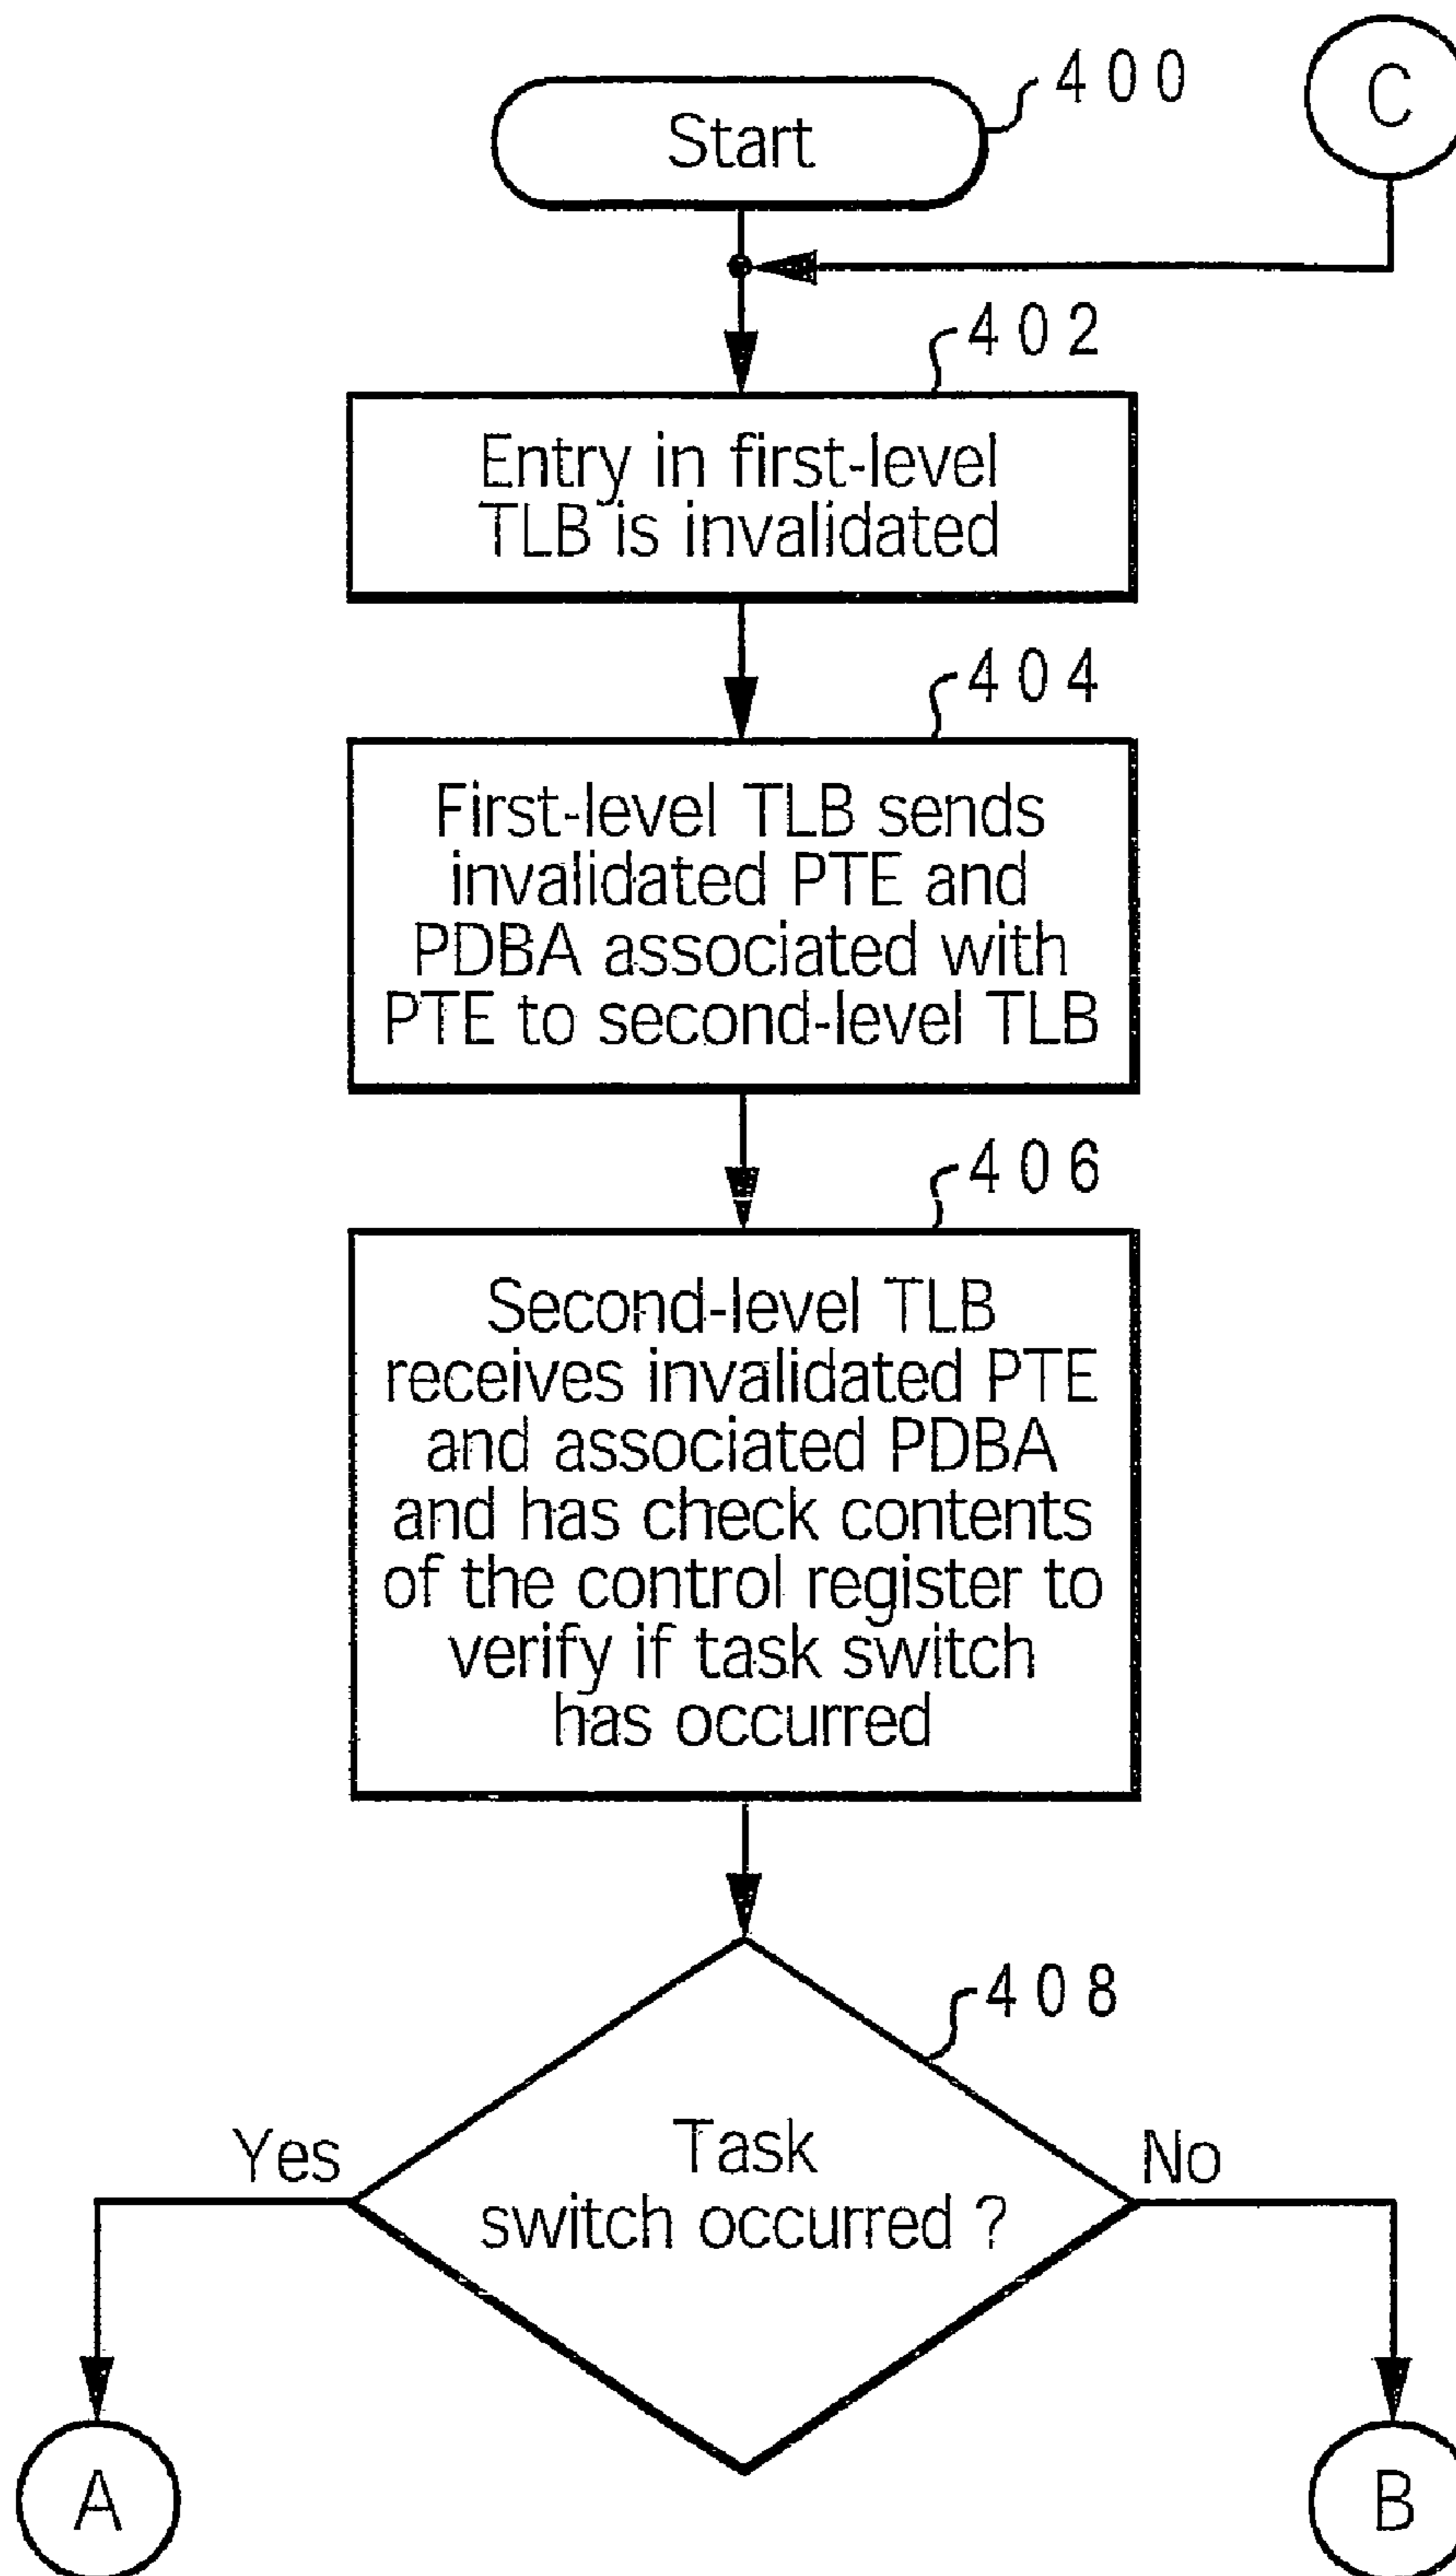 400
Start
C
402
Entry in first-level
TLB is invalidated
404
First-level TLB sends
invalidated PTE and
PDBA associated with
PTE to second-level TLB
406
Second-level TLB
receives invalidated PTE
and associated PDBA
and has check contents
of the control register to
verify if task switch
has occurred
408
Task
switch occurred ?
Yes
No
A
B